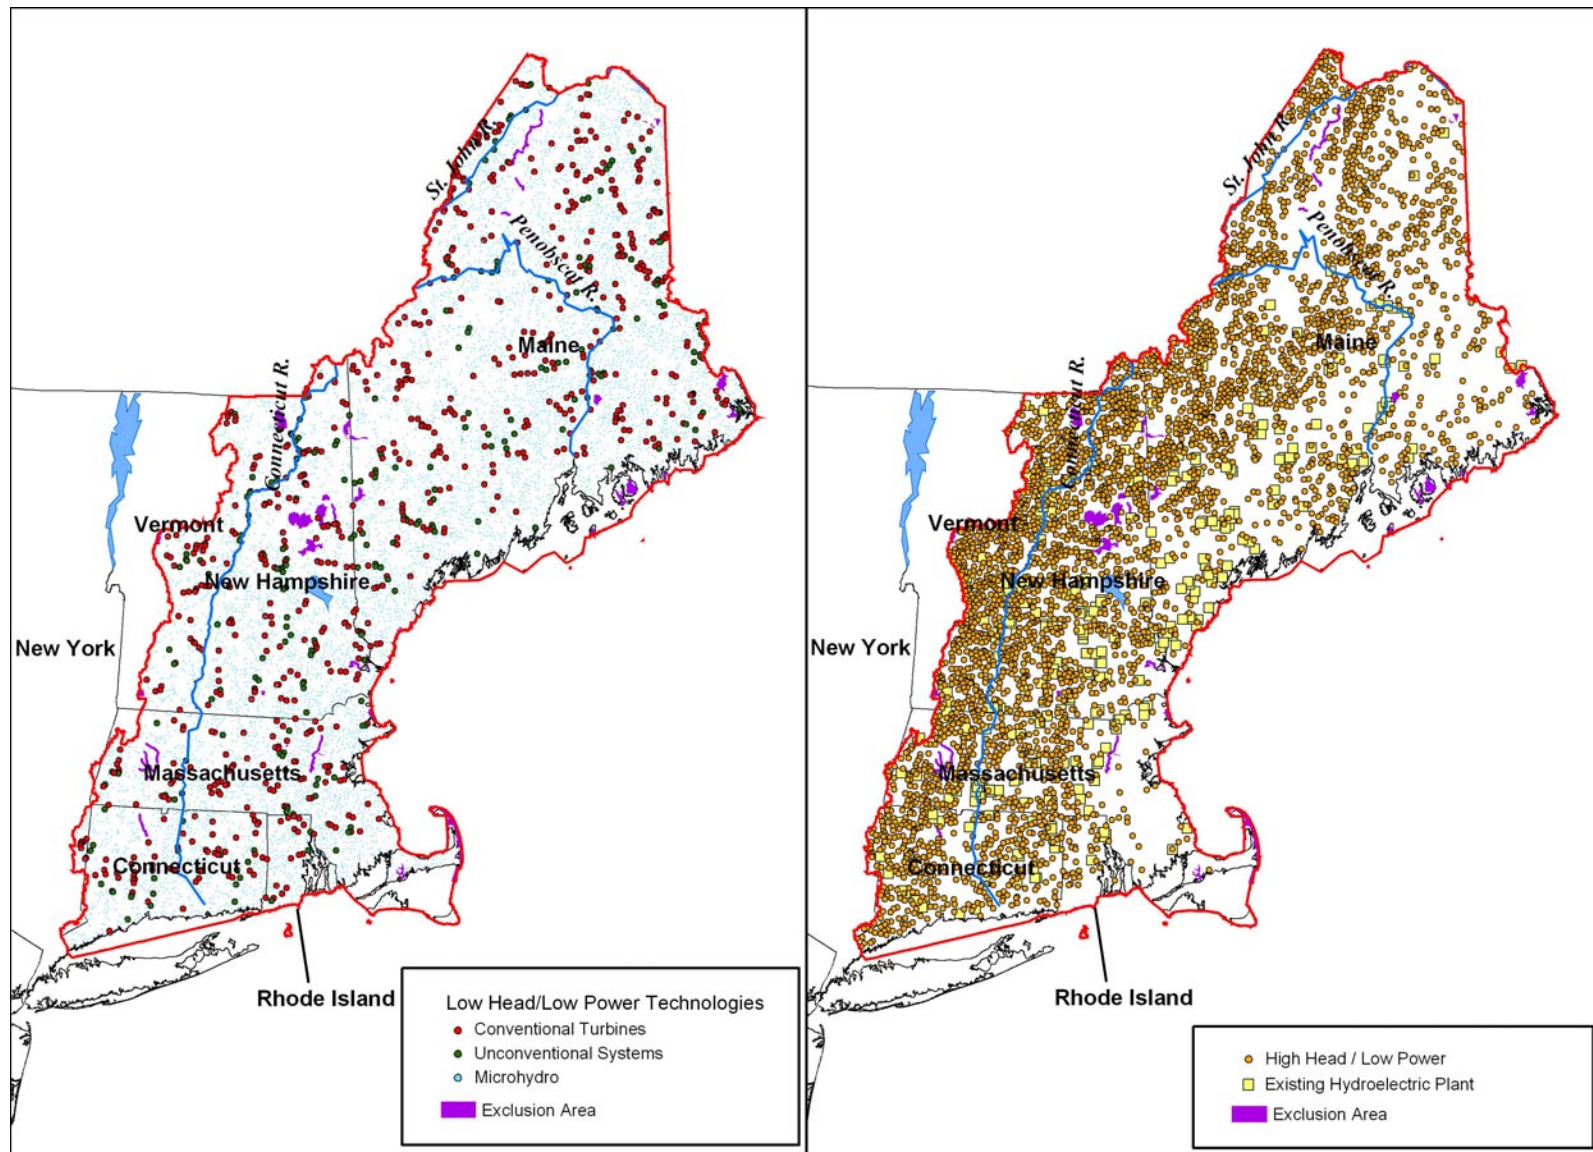 St. John R.
Penobscot R.
Maine
Connecticut R.
Vermont
New Hampshire
New York
Massachusetts
Connecticut
Rhode Island
Low Head/Low Power Technologies
Conventional Turbines
Unconventional Systems
Microhydro
Exclusion Area
St. John R.
Penobscot R.
Maine
Connecticut R.
Vermont
New Hampshire
New York
Massachusetts
Connecticut
Rhode Island
High Head / Low Power
Existing Hydroelectric Plant
Exclusion Area